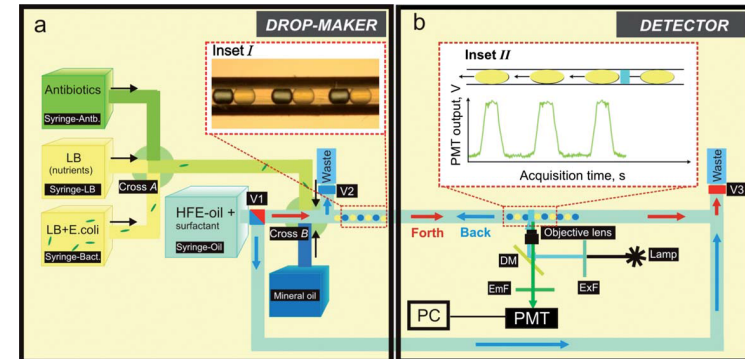 a
DROP-MAKER
Inset I
Antibiotics
Syringe-Antb.
LB
(nutrients)
Syringe-LB
Cross A
LB+E.coli
Syringe-Bact.
HFE-oil +
surfactant
Syringe-Oil
V1
Cross B
Mineral oil
Waste
V2
b
DETECTOR
Inset II
PMT output, V
Acquisition time, s
Waste
V3
Forth
Back
Objective lens
DM
Lamp
EmF
ExF
PC
PMT